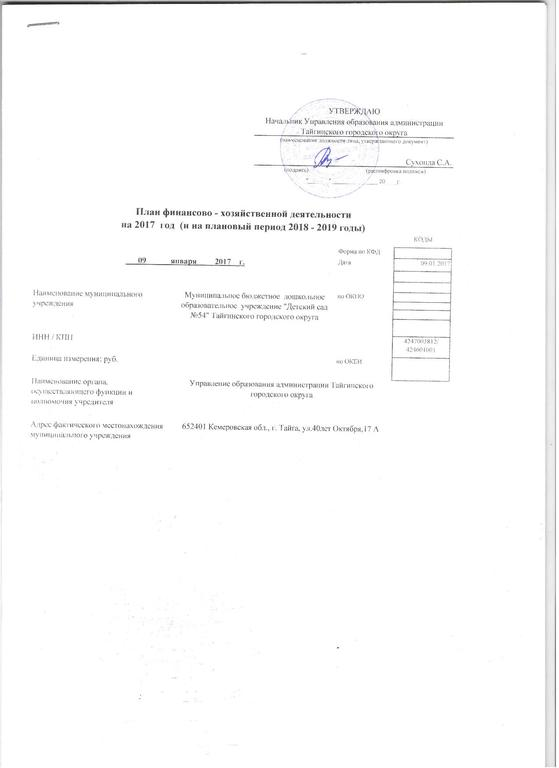 УТВЕРЖДАЮ
Начальник Управления образования администрации
Тайгинского городского округа
(наименование должности лица, утверждающего документ)
Сухонда С.А.
(подпись) (расшифровка подписи)
"____" ______________ 20 г
План финансово - хозяйственной деятельности
на 2017 год (и на плановый период 2018 - 2019 годы)
КОДЫ
Форма по КФД
09 января 2017 г. Дата 09.01.2017
Наименование муниципального учреждения
Муниципальное бюджетное дошкольное
образовательное учреждение "Детский сад
№54" Тайгинского городского округа
по ОКПО
ИНН / КПП
4247003812/
424601001
Единица измерения: руб. по ОКЕИ
Наименование органа,
осуществляющего функции и
полномочия учредителя
Управление образования администрации Тайгинского
городского округа
Адрес фактического местонахождения
муниципального учреждения
652401 Кемеровская обл., г. Тайга, ул.40лет Октября,17 А